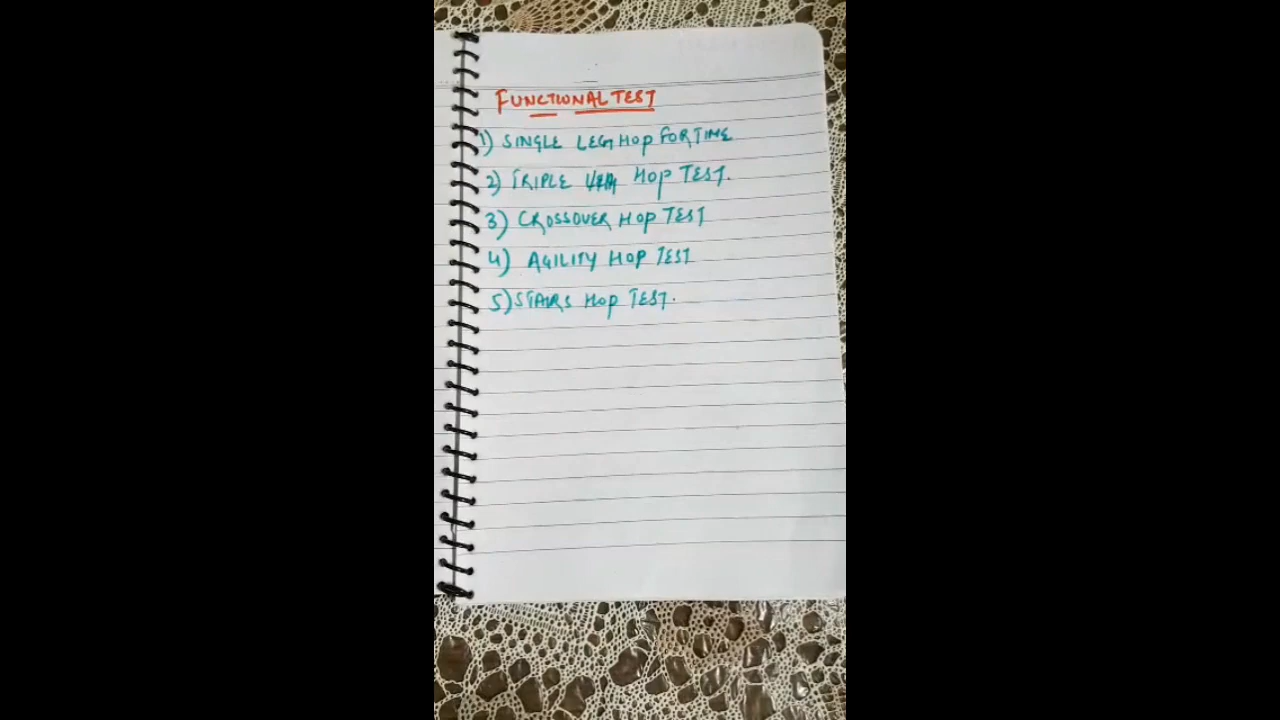 FUNCTIONAL TEST
1) SINGLE LEG HOP FOR TIME
2) TRIPLE HOP TEST.
3) CROSSOVER HOP TEST
4) AGILITY HOP TEST
5) STAIRS HOP TEST.